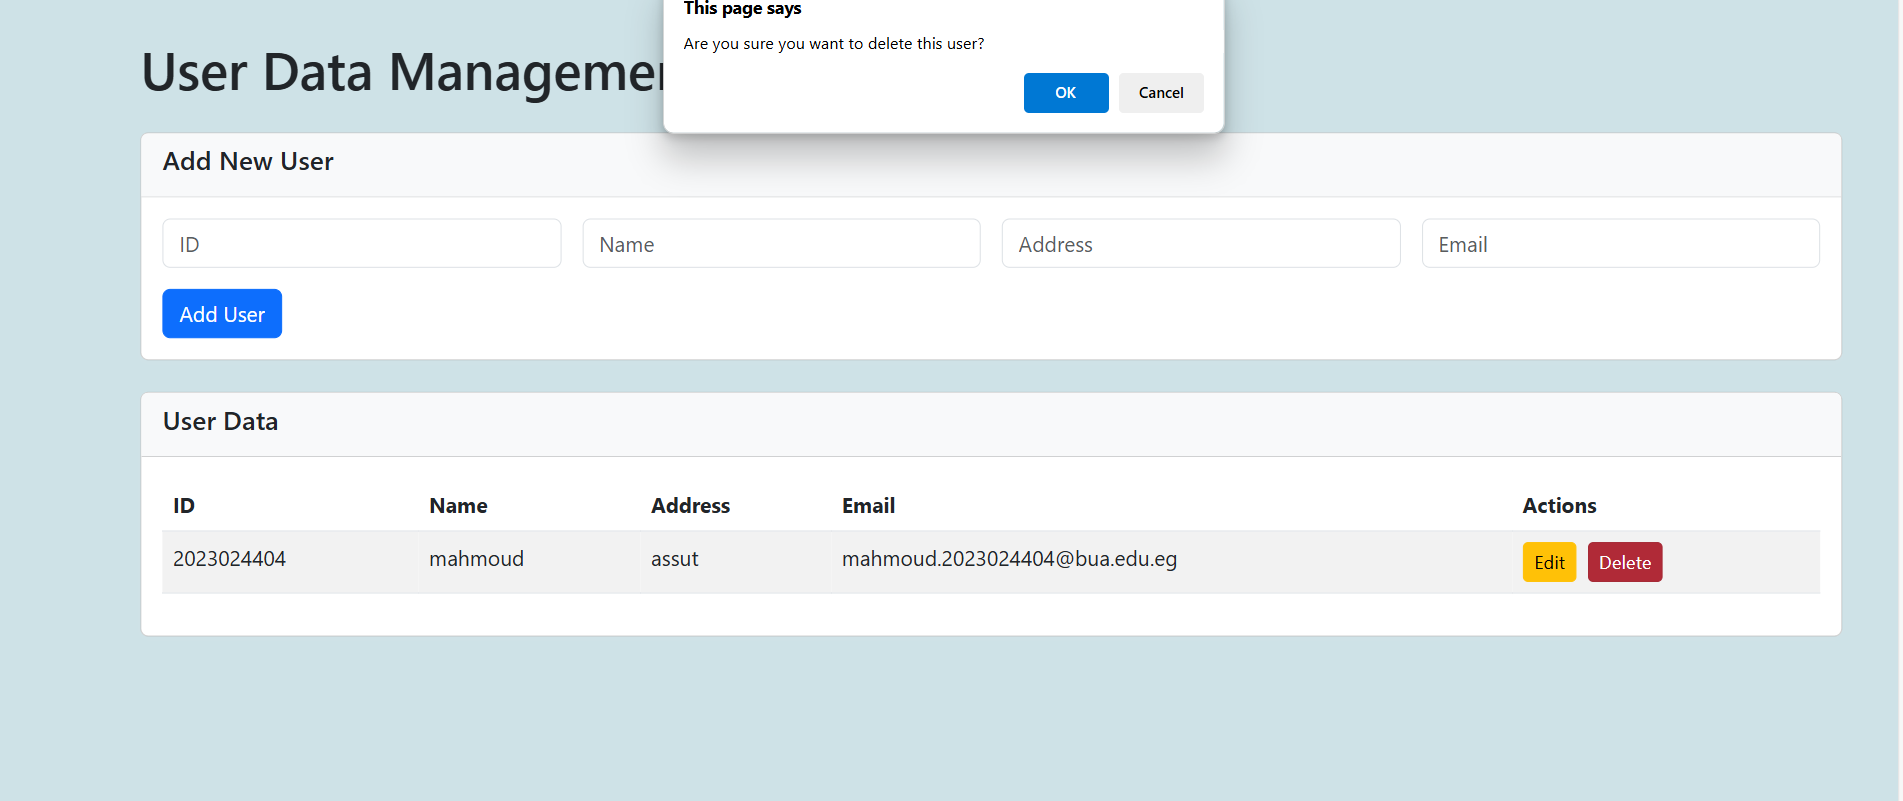 This page says
Are you sure you want to delete this user?
OK Cancel
User Data
Add New User
ID Name Address Email
Add User
User Data
ID Name Address Email Actions
2023024404 mahmoud assut mahmoud.2023024404@bua.edu.eg Edit Delete